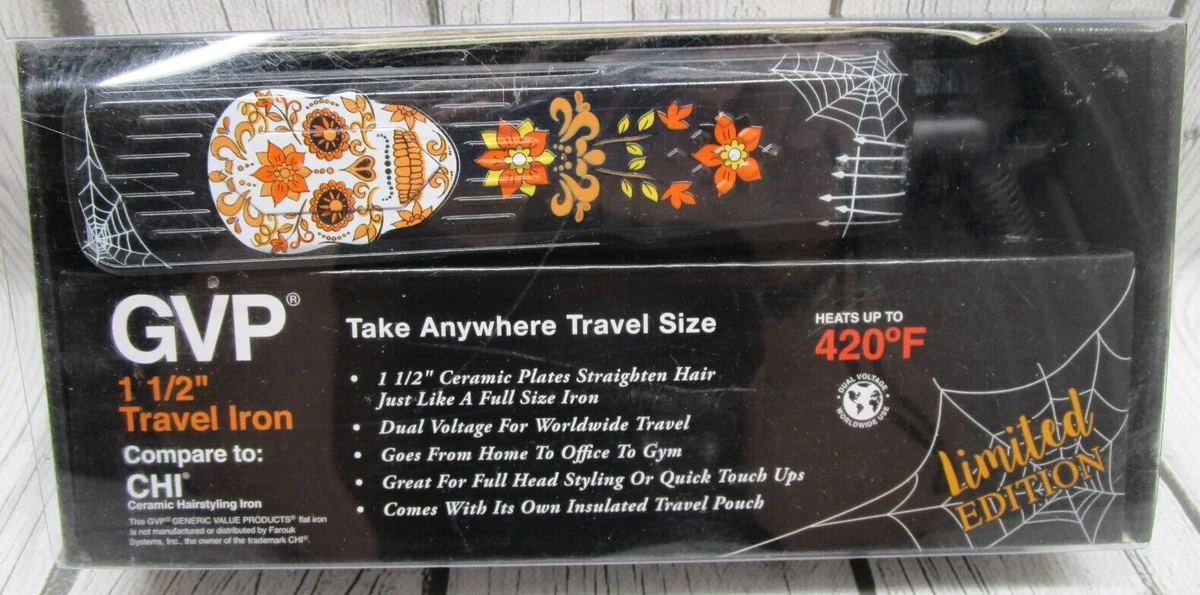 GVP®
1 1/2"
Travel Iron
Compare to:
CHI®
Ceramic Hairstyling Iron
This GVP® GENERIC VALUE PRODUCTS® flat iron
is not manufactured or distributed by Farouk
Systems, Inc., the owner of the trademark CHI®.
Take Anywhere Travel Size
• 1 1/2" Ceramic Plates Straighten Hair
Just Like A Full Size Iron
• Dual Voltage For Worldwide Travel
• Goes From Home To Office To Gym
• Great For Full Head Styling Or Quick Touch Ups
• Comes With Its Own Insulated Travel Pouch
HEATS UP TO
420ºF
DUAL VOLTAGE
WORLDWIDE USE
Limited
EDITION